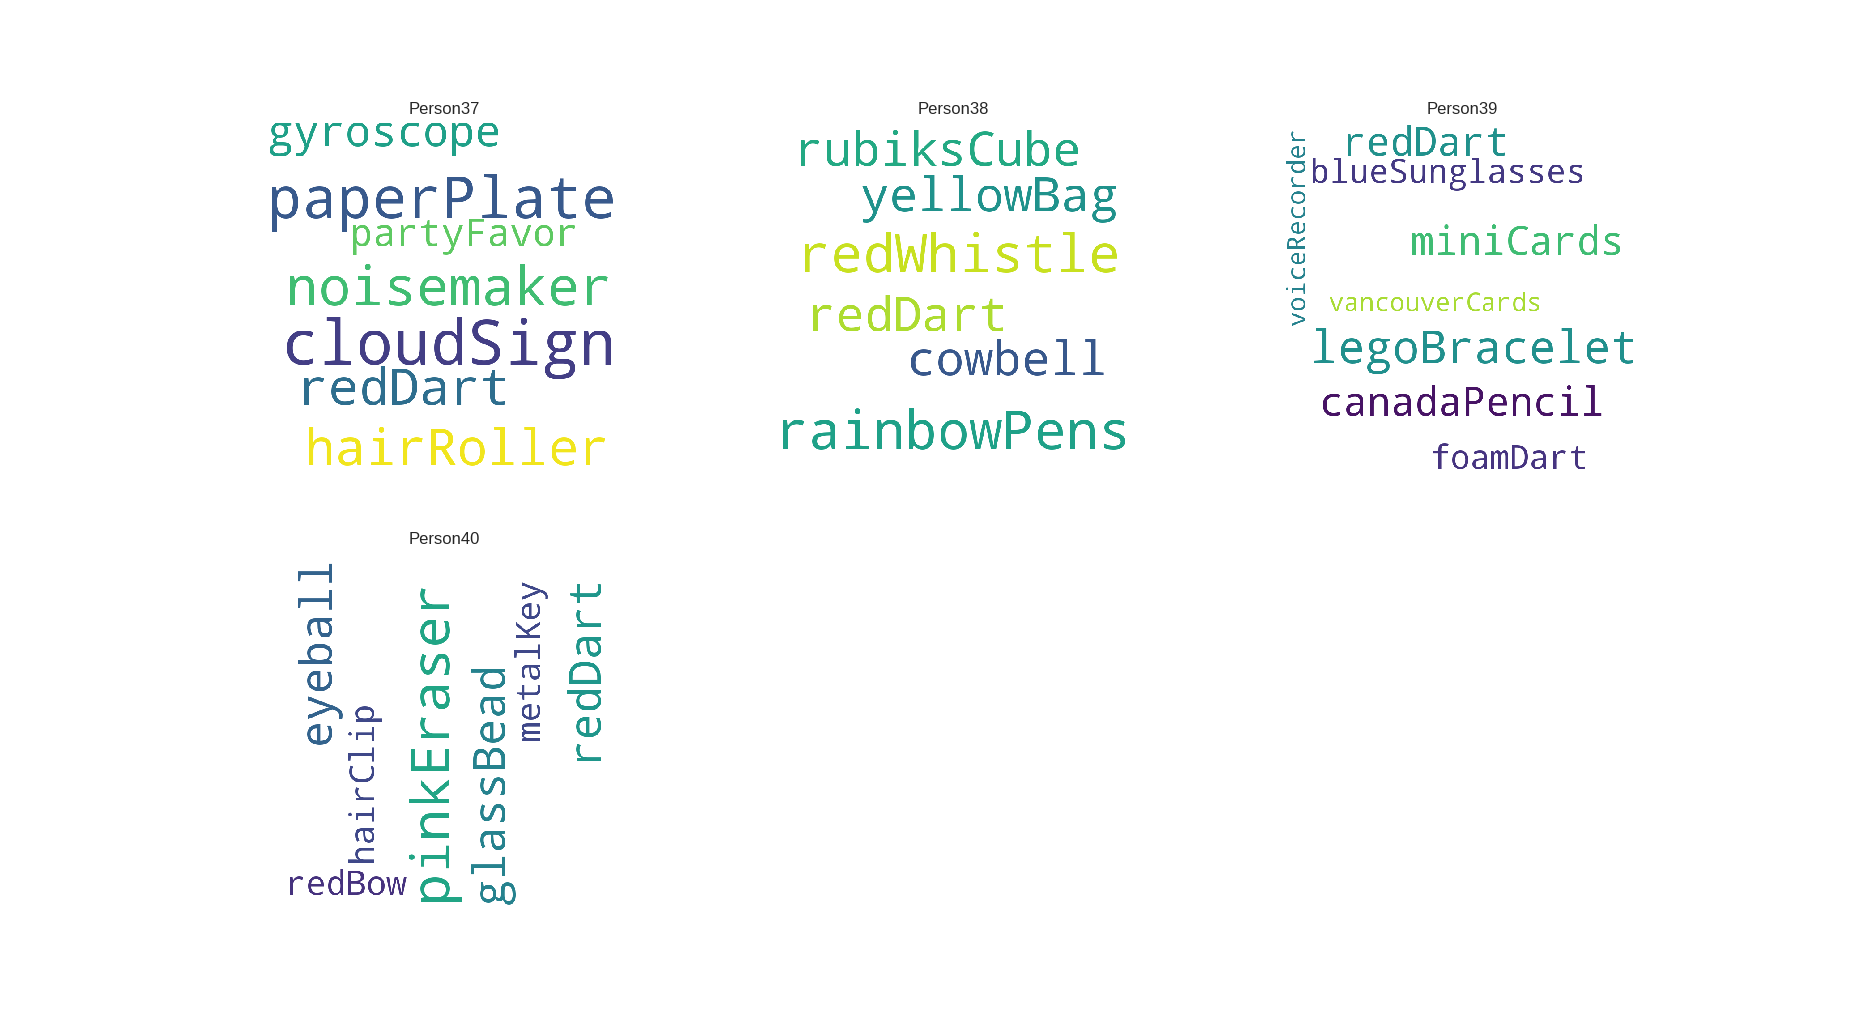 Person37
gyroscope
paperPlate
partyFavor
noisemaker
cloudSign
redDart
hairRoller
Person38
rubiksCube
yellowBag
redWhistle
redDart
cowbell
rainbowPens
Person39
voiceRecorder
redDart
blueSunglasses
miniCards
vancouverCards
legoBracelet
canadaPencil
foamDart
Person40
eyeball
hairClip
redBow
pinkEraser
glassBead
metalKey
redDart